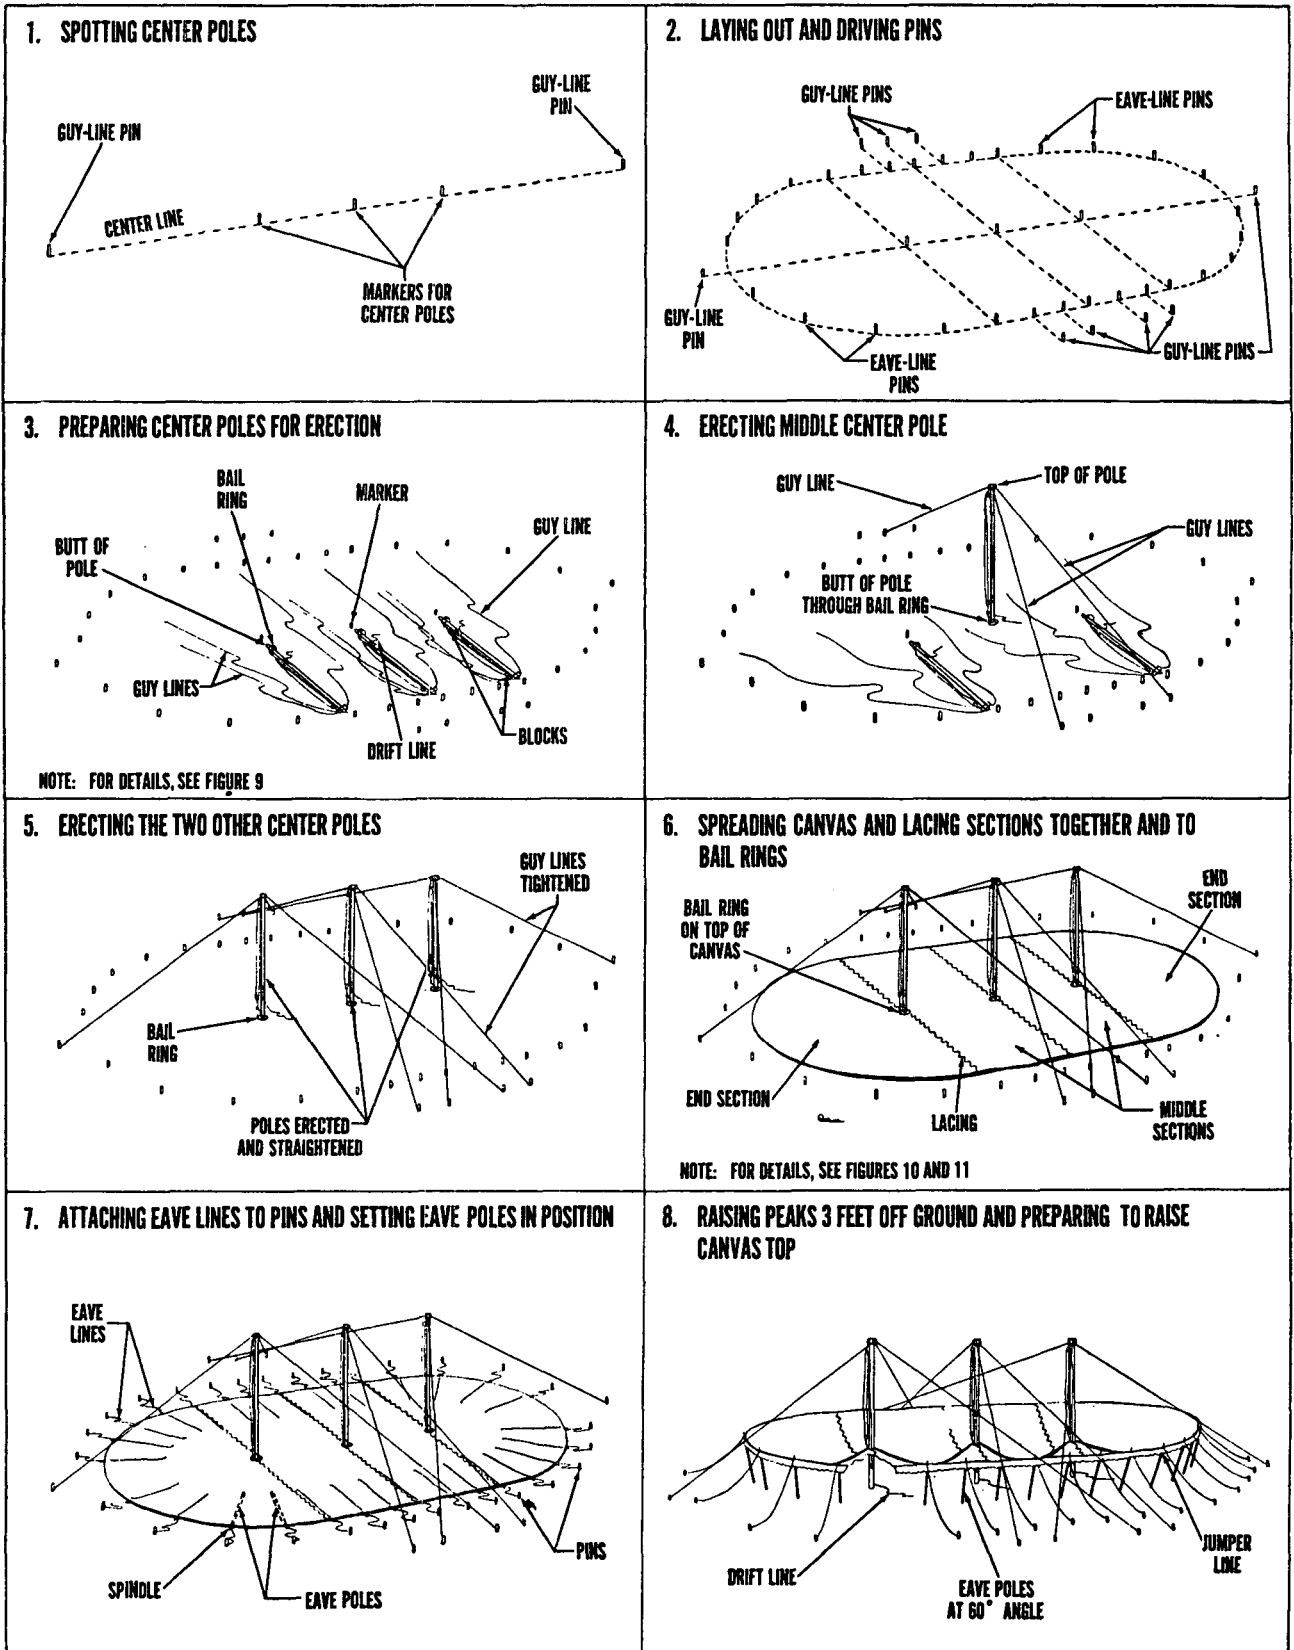 1. SPOTTING CENTER POLES
GUY-LINE PIN
GUY-LINE
PIN
CENTER LINE
MARKERS FOR
CENTER POLES
2. LAYING OUT AND DRIVING PINS
GUY-LINE PINS
EAVE-LINE PINS
GUY-LINE
PIN
EAVE-LINE
PINS
GUY-LINE PINS
3. PREPARING CENTER POLES FOR ERECTION
BAIL
RING
MARKER
GUY LINE
BUTT OF
POLE
GUY LINES
DRIFT LINE
BLOCKS
NOTE: FOR DETAILS, SEE FIGURE 9
4. ERECTING MIDDLE CENTER POLE
GUY LINE
TOP OF POLE
GUY LINES
BUTT OF POLE
THROUGH BAIL RING
5. ERECTING THE TWO OTHER CENTER POLES
GUY LINES
TIGHTENED
BAIL
RING
POLES ERECTED
AND STRAIGHTENED
6. SPREADING CANVAS AND LACING SECTIONS TOGETHER AND TO
BAIL RINGS
BAIL RING
ON TOP OF
CANVAS
END
SECTION
END SECTION
LACING
MIDDLE
SECTIONS
NOTE: FOR DETAILS, SEE FIGURES 10 AND 11
7. ATTACHING EAVE LINES TO PINS AND SETTING EAVE POLES IN POSITION
EAVE
LINES
SPINDLE
EAVE POLES
PINS
8. RAISING PEAKS 3 FEET OFF GROUND AND PREPARING TO RAISE
CANVAS TOP
DRIFT LINE
EAVE POLES
AT 60° ANGLE
JUMPER
LINE